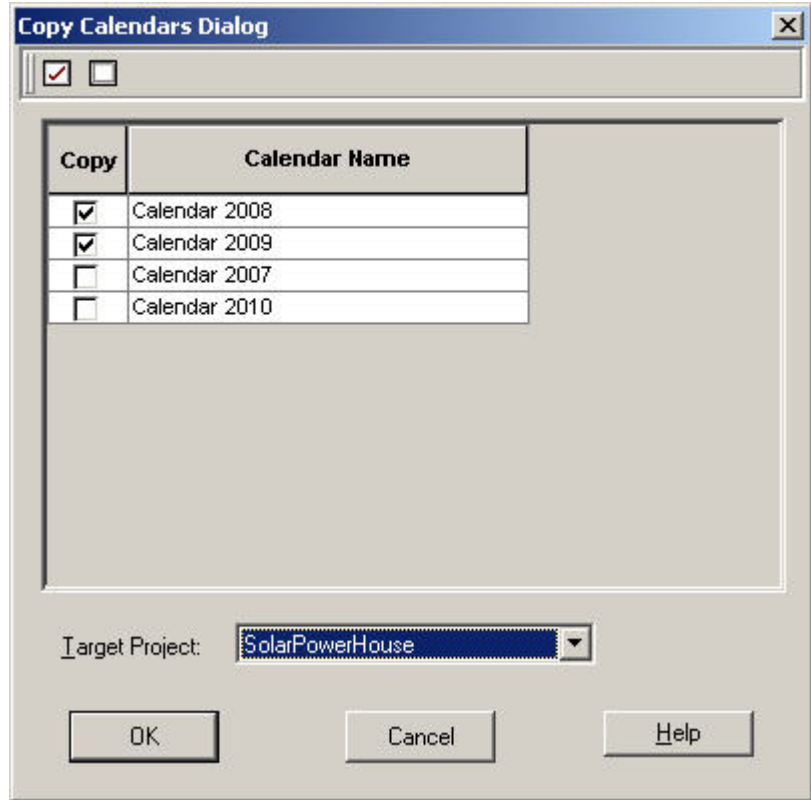 Copy Calendars Dialog
Copy Calendar Name
Calendar 2008
Calendar 2009
Calendar 2007
Calendar 2010
Target Project: SolarPowerHouse
OK Cancel Help